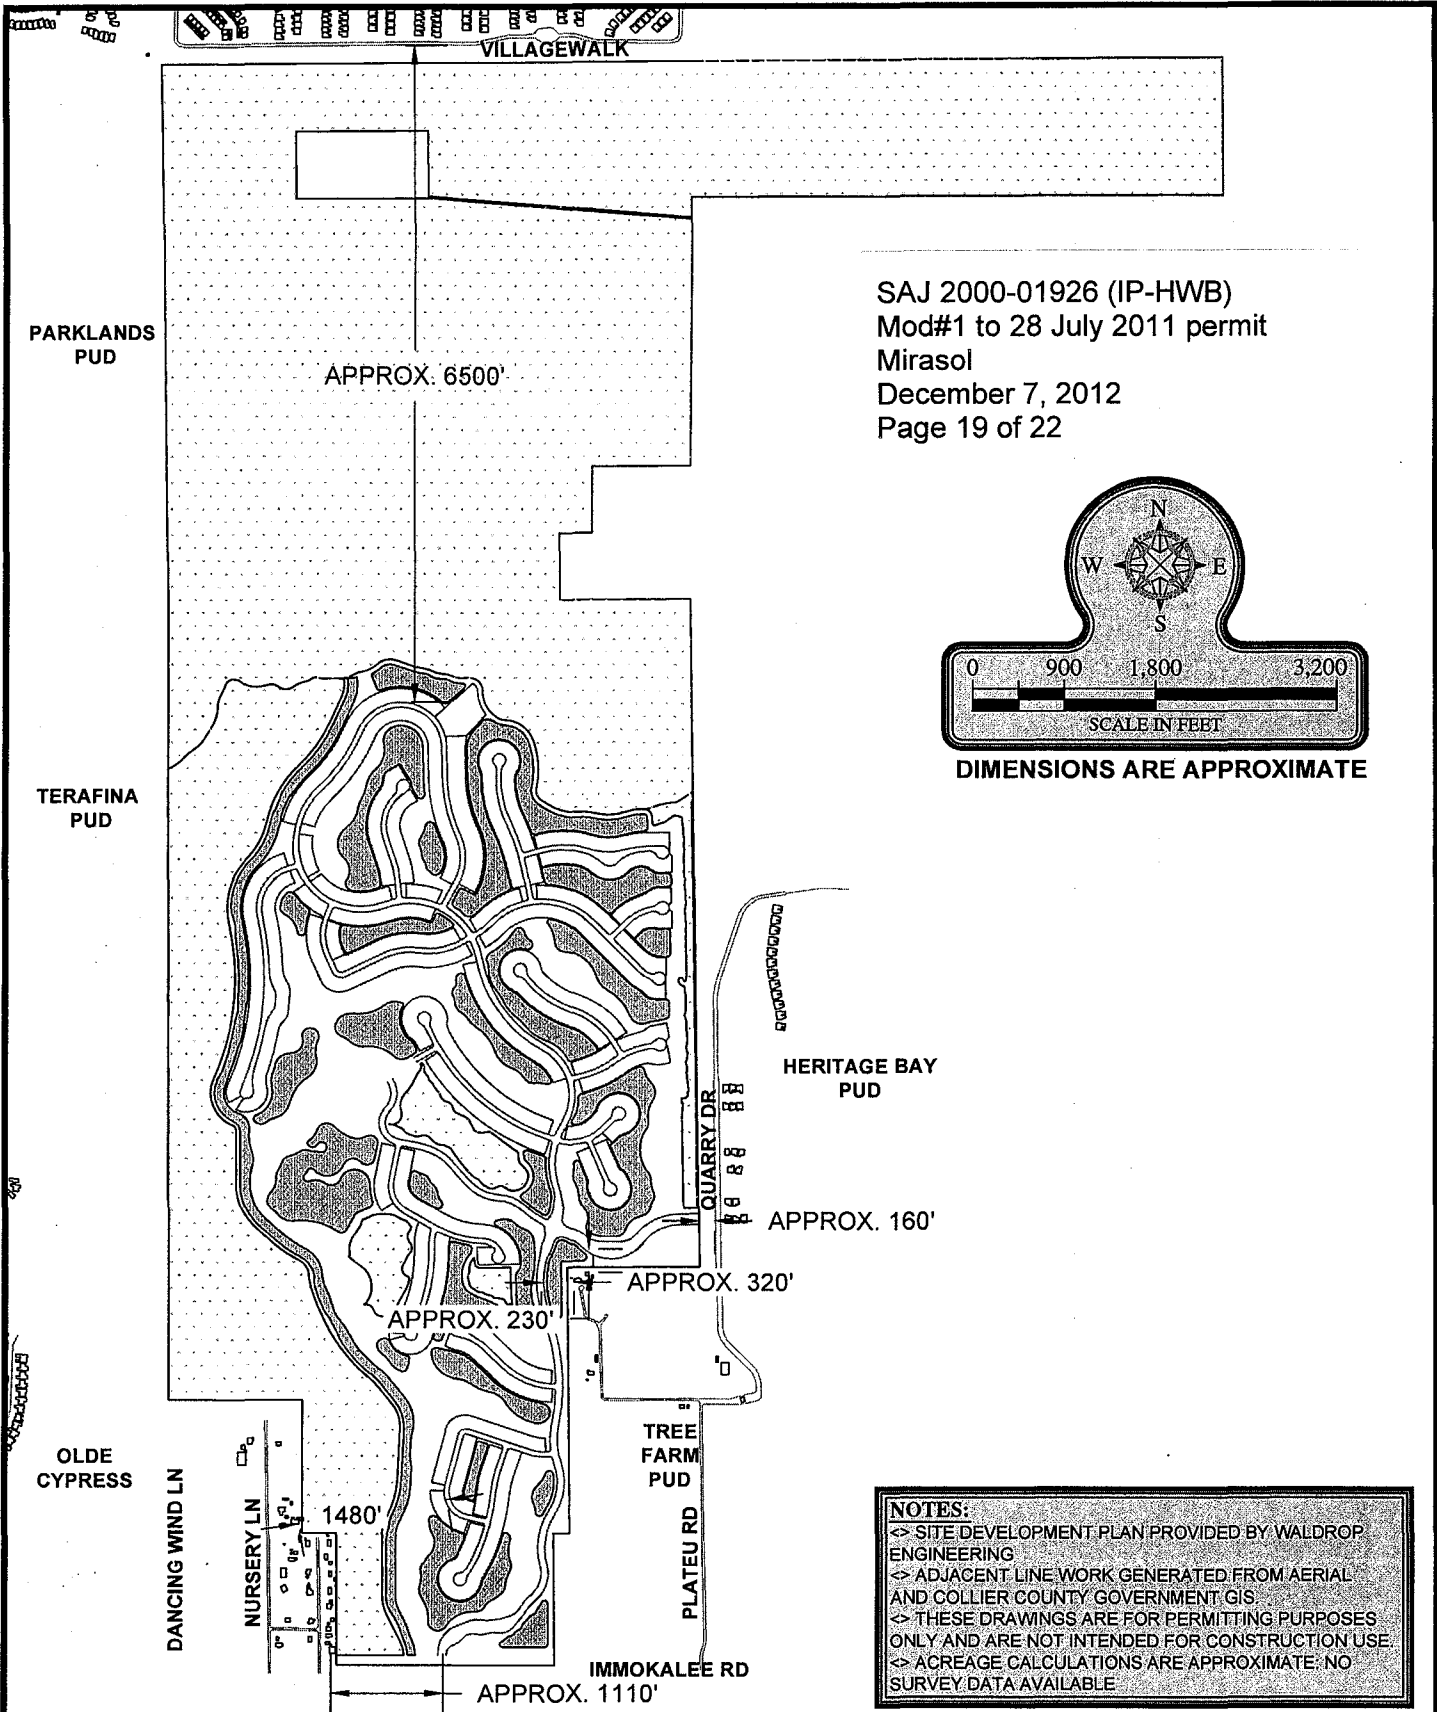 VILLAGEWALK
PARKLANDS
PUD
APPROX. 6500'
SAJ 2000-01926 (IP-HWB)
Mod#1 to 28 July 2011 permit
Mirasol
December 7, 2012
Page 19 of 22
N
W
E
S
0 900 1,800 3,200
SCALE IN FEET
DIMENSIONS ARE APPROXIMATE
TERAFINA
PUD
HERITAGE BAY
PUD
QUARRY DR
APPROX. 160'
APPROX. 320'
APPROX. 230'
OLDE
CYPRESS
DANCING WIND LN
NURSERY LN
1480'
TREE
FARM
PUD
PLATEU RD
IMMOKALEE RD
APPROX. 1110'
NOTES:
<> SITE DEVELOPMENT PLAN PROVIDED BY WALDROP
ENGINEERING
<> ADJACENT LINE WORK GENERATED FROM AERIAL
AND COLLIER COUNTY GOVERNMENT GIS
<> THESE DRAWINGS ARE FOR PERMITTING PURPOSES
ONLY AND ARE NOT INTENDED FOR CONSTRUCTION USE.
<> ACREAGE CALCULATIONS ARE APPROXIMATE, NO
SURVEY DATA AVAILABLE